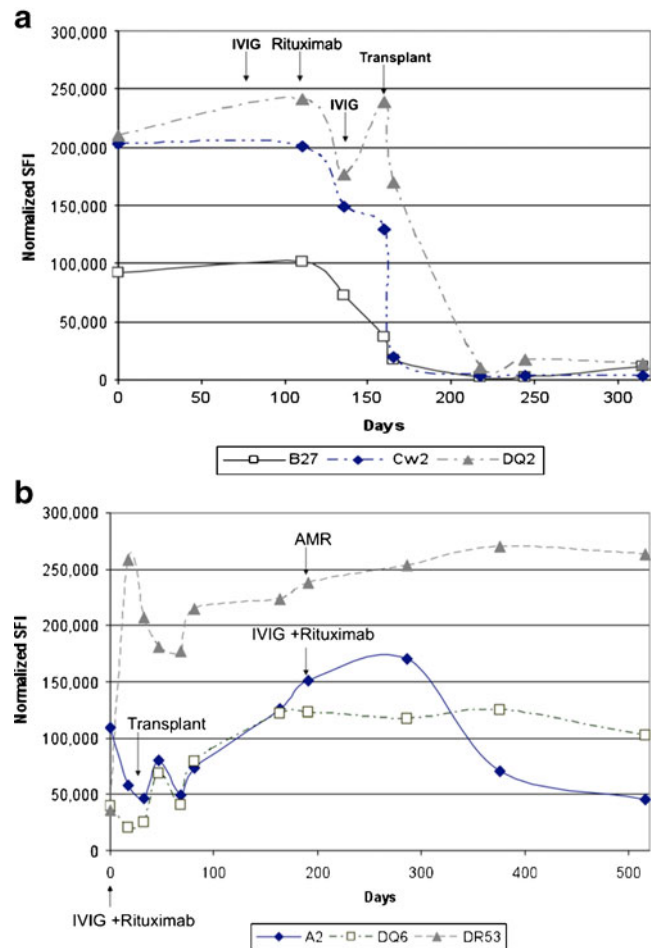 a
IVIG Rituximab
Transplant
IVIG
Normalized SFI
300,000
250,000
200,000
150,000
100,000
50,000
0
0 50 100 150 200 250 300
Days
B27 Cw2 DQ2
b
AMR
IVIG +Rituximab
Transplant
Normalized SFI
300,000
250,000
200,000
150,000
100,000
50,000
0
0 100 200 300 400 500
Days
IVIG +Rituximab
A2 DQ6 DR53